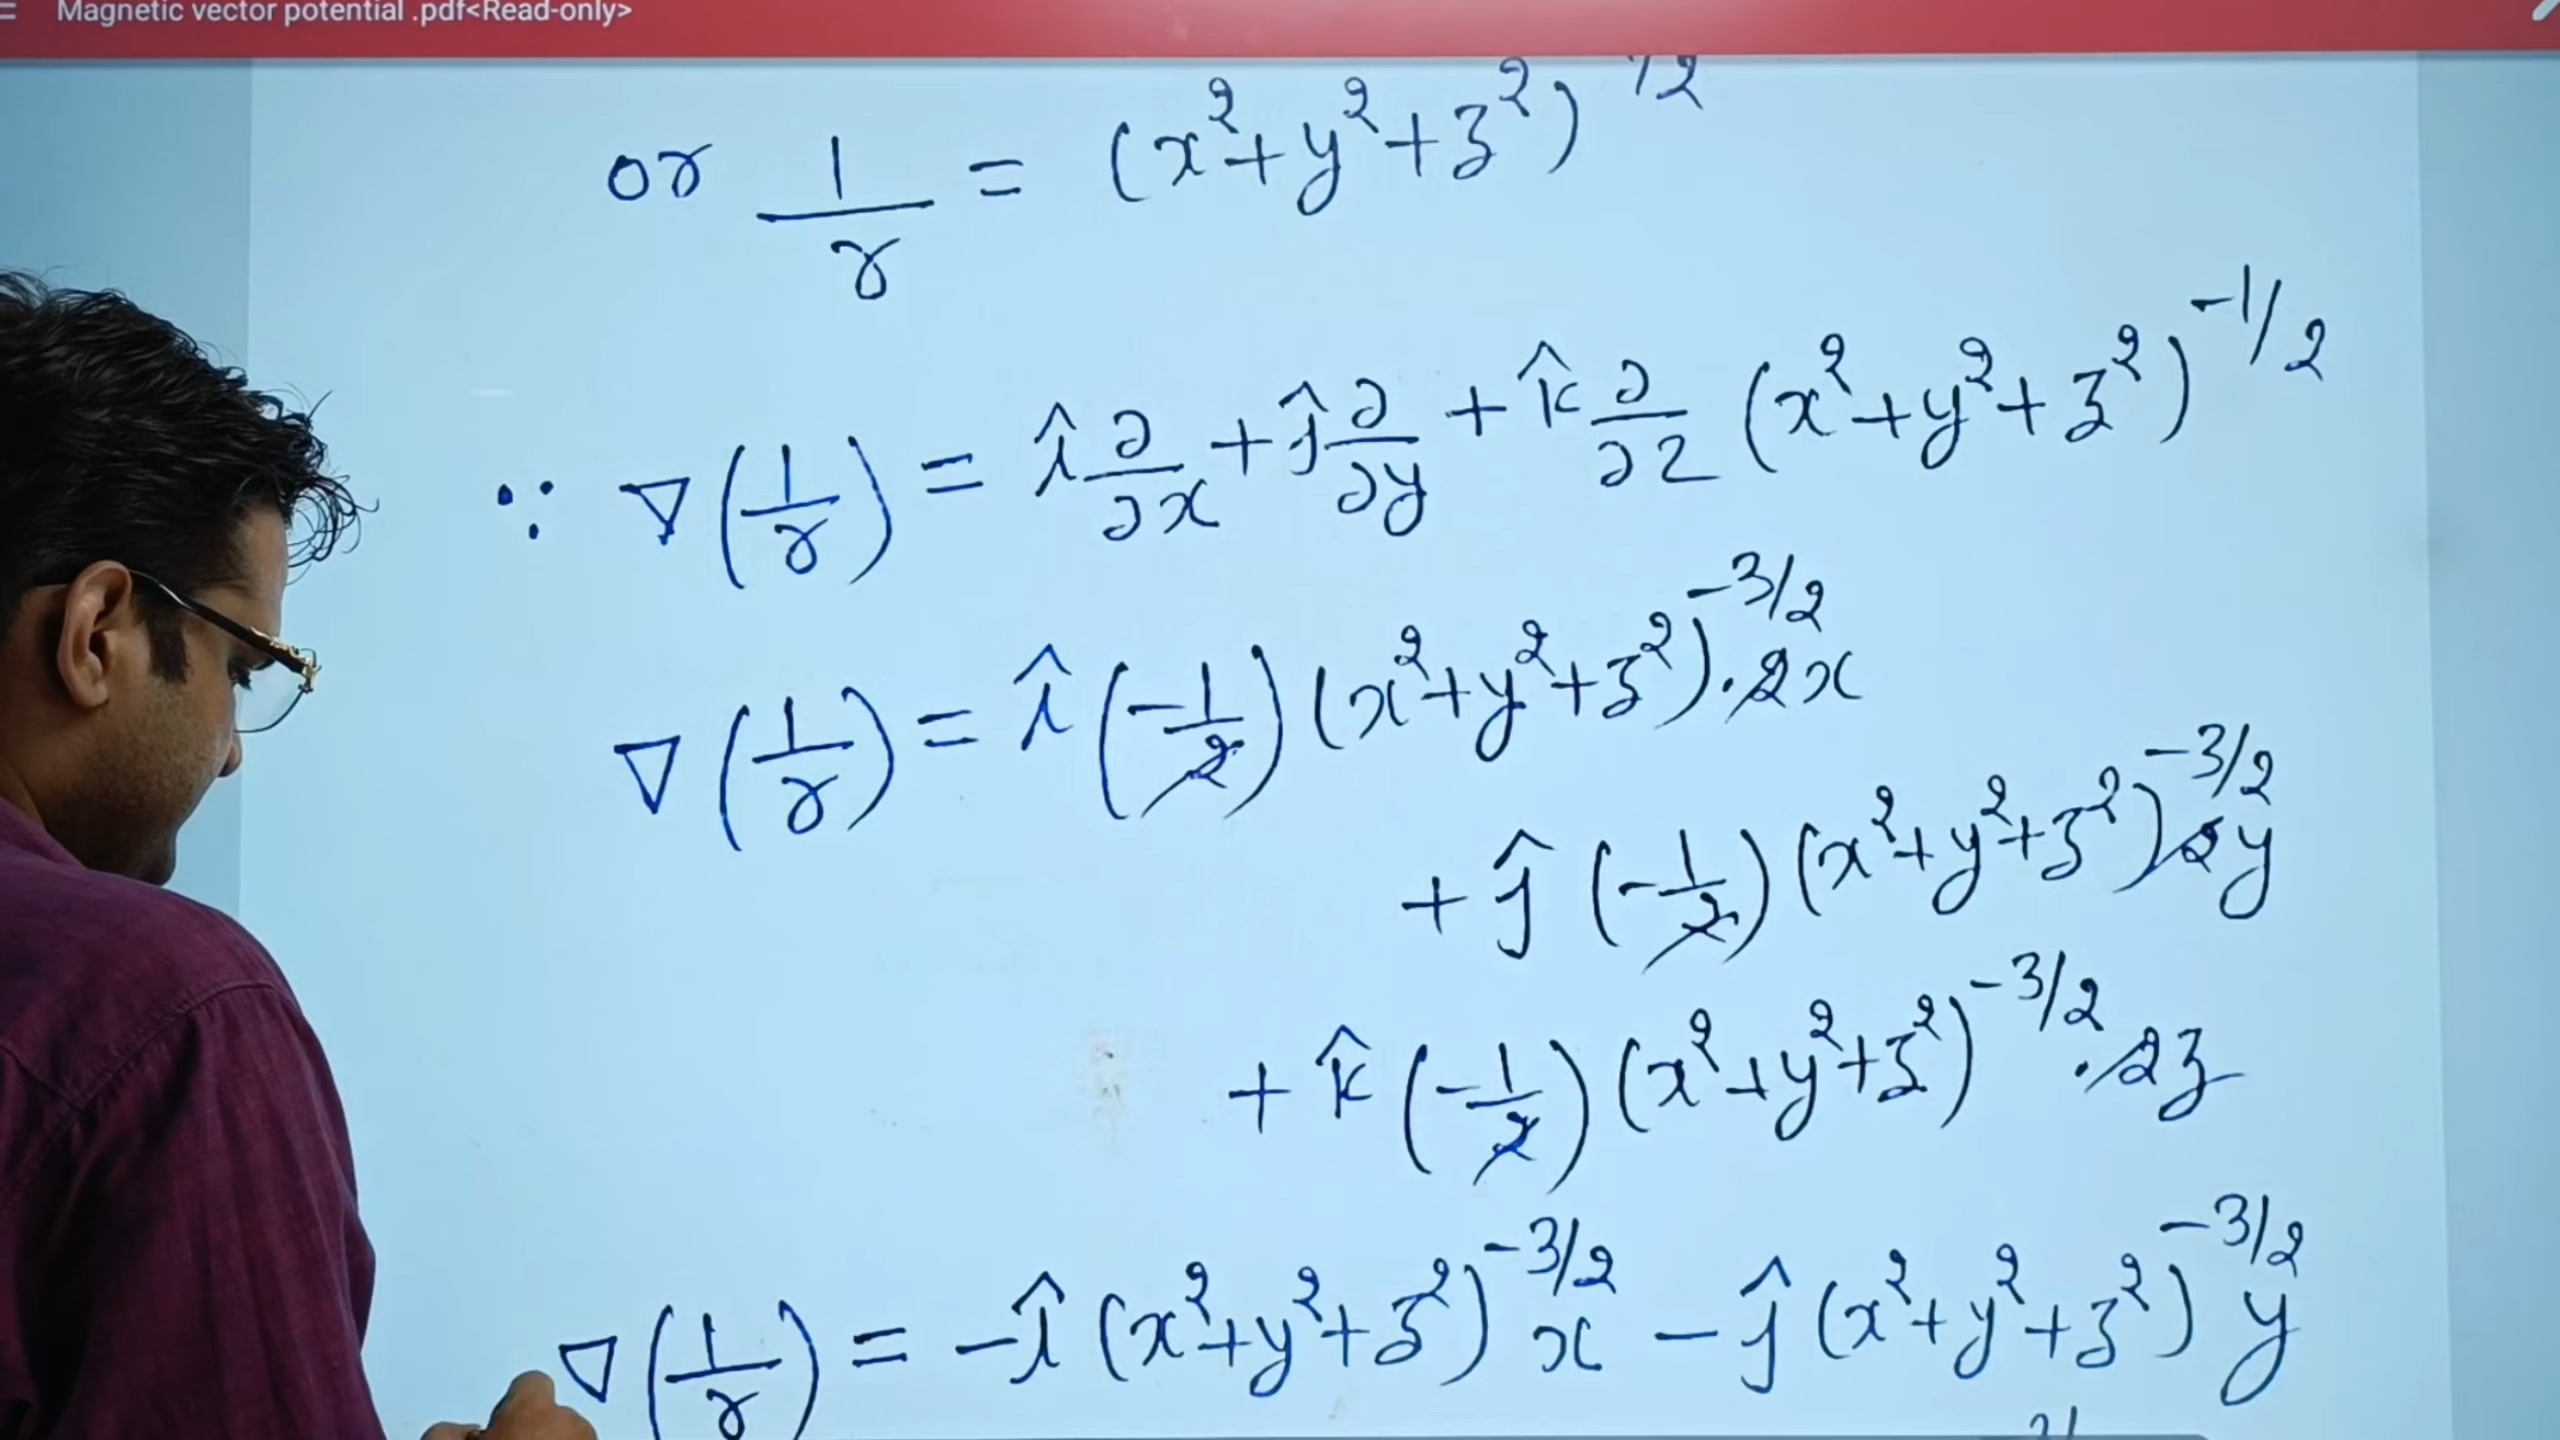 Magnetic vector potential .pdf<Read-only>
or 1/r = (x²+y²+z²)^1/2
∵ ∇(1/r) = î ∂/∂x + ĵ ∂/∂y + k̂ ∂/∂z (x²+y²+z²)^-1/2
∇(1/r) = î (-1/2) (x²+y²+z²)^-3/2 · 2x
+ ĵ (-1/2) (x²+y²+z²)^-3/2 2y
+ k̂ (-1/2) (x²+y²+z²)^-3/2 · 2z
∇(1/r) = -î (x²+y²+z²)^-3/2 x - ĵ (x²+y²+z²)^-3/2 y